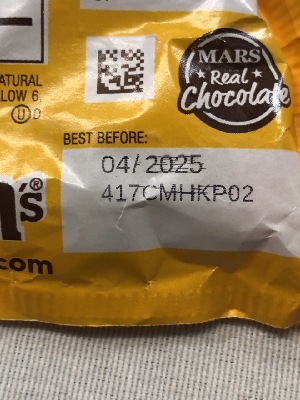 MARS
Real
Chocolate
NATURAL
LOW 6,
U D
BEST BEFORE:
04/2025
417CMHKP02
's®
.com